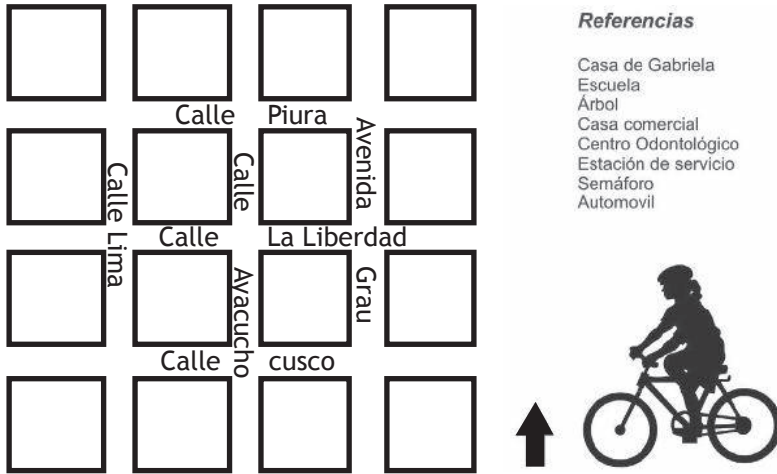 Calle Piura
Calle Lima
Calle Ayacucho
Avenida Grau
Calle La Liberdad
Calle cusco
Referencias
Casa de Gabriela
Escuela
Árbol
Casa comercial
Centro Odontológico
Estación de servicio
Semáforo
Automovil